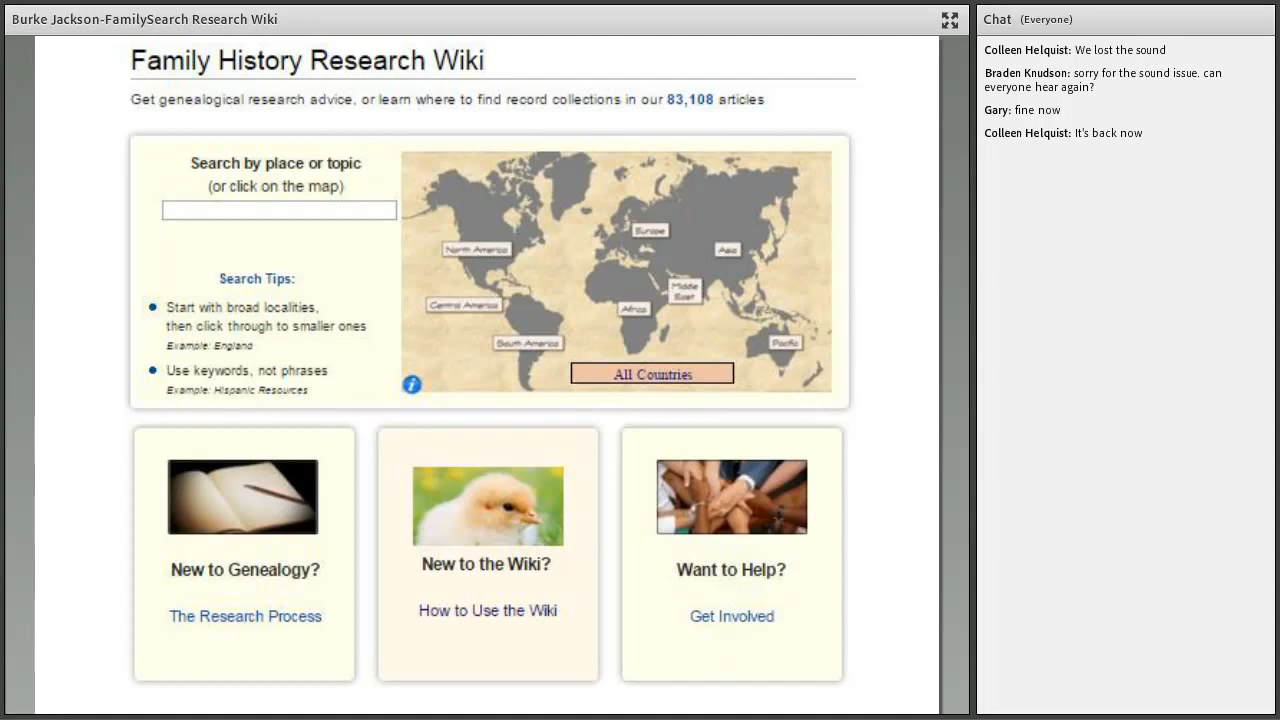 Burke Jackson-FamilySearch Research Wiki
Family History Research Wiki
Get genealogical research advice, or learn where to find record collections in our 83,108 articles
Search by place or topic
(or click on the map)
Search Tips:
Start with broad localities,
then click through to smaller ones
Example: England
Use keywords, not phrases
Example: Hispanic Resources
North America
Europe
Asia
Middle
East
Central America
Africa
South America
Pacific
All Countries
i
New to Genealogy?
The Research Process
New to the Wiki?
How to Use the Wiki
Want to Help?
Get Involved
Chat (Everyone)
Colleen Helquist: We lost the sound
Braden Knudson: sorry for the sound issue. can
everyone hear again?
Gary: fine now
Colleen Helquist: It's back now